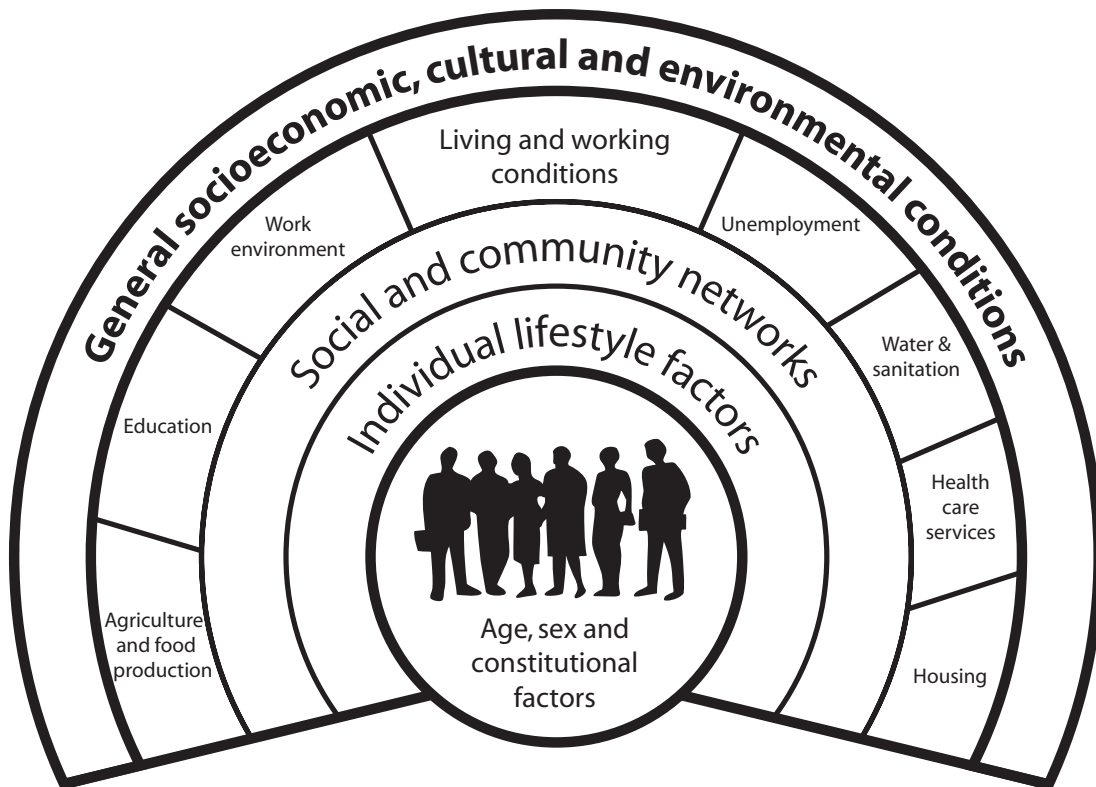 General socioeconomic, cultural and environmental conditions
Living and working
conditions
Work
environment
Unemployment
Education
Water &
sanitation
Agriculture
and food
production
Health
care
services
Housing
Social and community networks
Individual lifestyle factors
Age, sex and
constitutional
factors